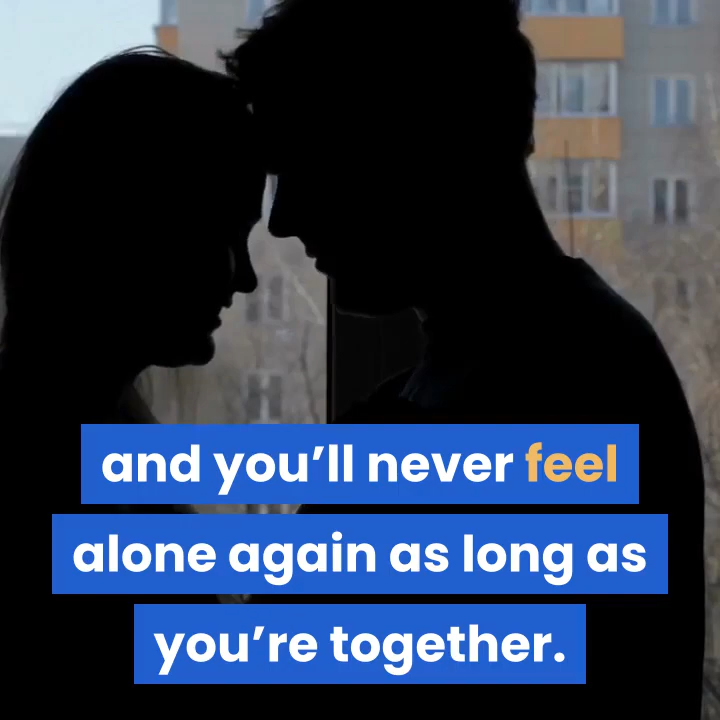 and you’ll never feel
alone again as long as
you’re together.